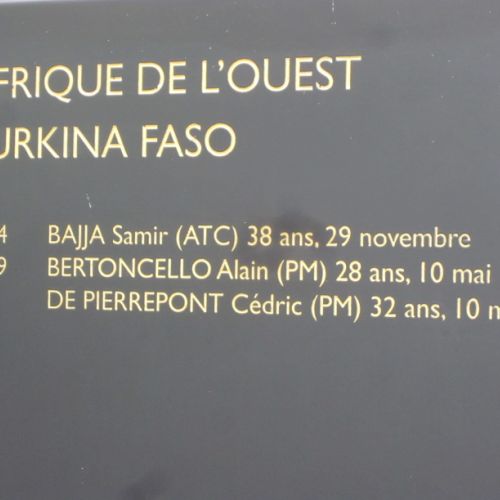 FRIQUE DE L'OUEST
URKINA FASO
4 BAJJA Samir (ATC) 38 ans, 29 novembre
9 BERTONCELLO Alain (PM) 28 ans, 10 mai
DE PIERREPONT Cédric (PM) 32 ans, 10 m